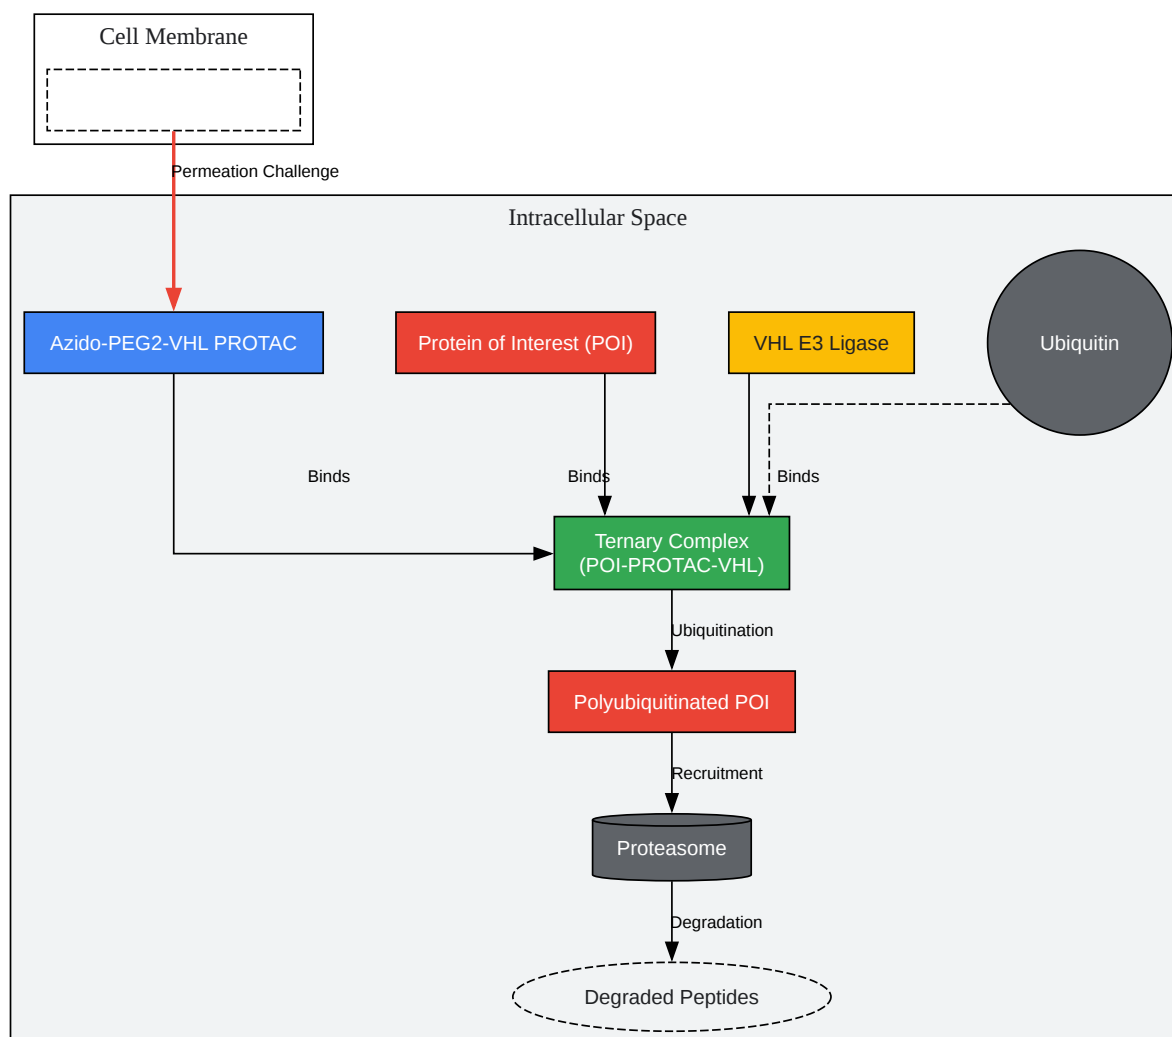 Cell Membrane
Permeation Challenge
Intracellular Space
Azido-PEG2-VHL PROTAC
Protein of Interest (POI)
VHL E3 Ligase
Ubiquitin
Binds
Binds
Binds
Ternary Complex
(POI-PROTAC-VHL)
Ubiquitination
Polyubiquitinated POI
Recruitment
Proteasome
Degradation
Degraded Peptides